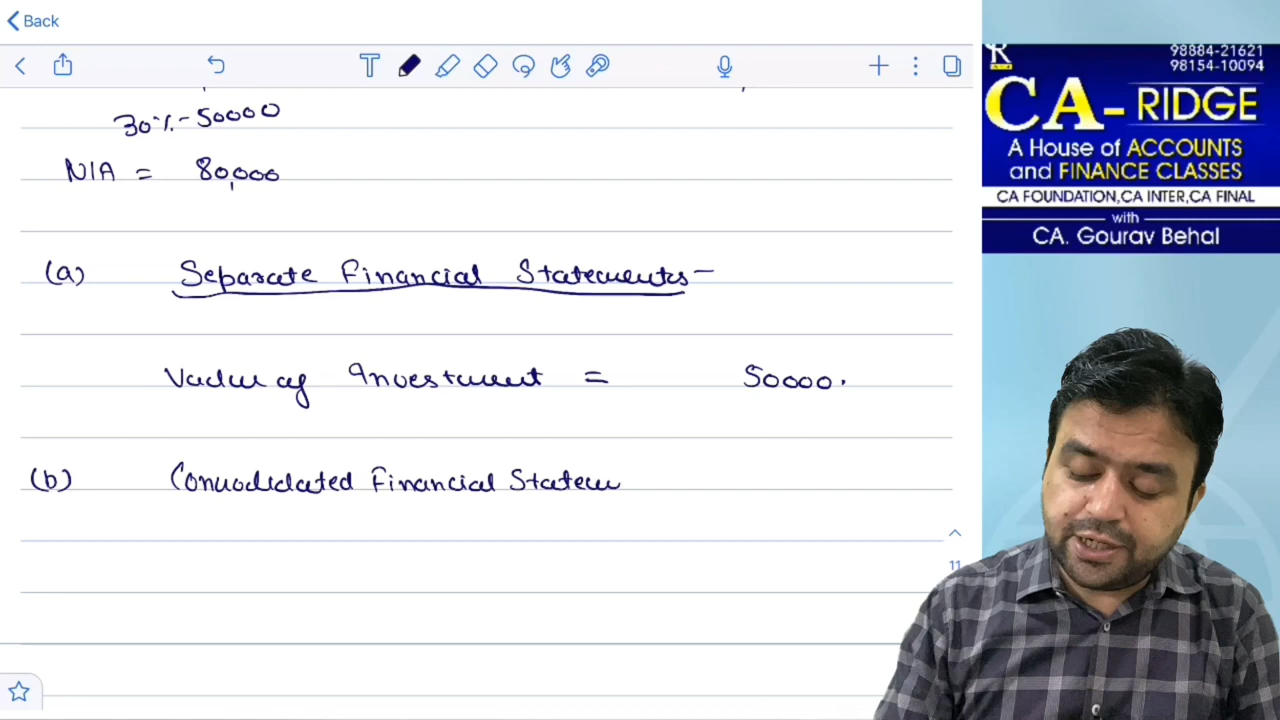 Back
30% - 50000
N/A = 80,000
(a) Separate Financial Statements -
Value of Investment = 50000.
(b) Consolidated Financial Statem
11
T
R
98884-21621
98154-10094
CA- RIDGE
A House of ACCOUNTS
and FINANCE CLASSES
CA FOUNDATION,CA INTER,CA FINAL
with
CA. Gourav Behal